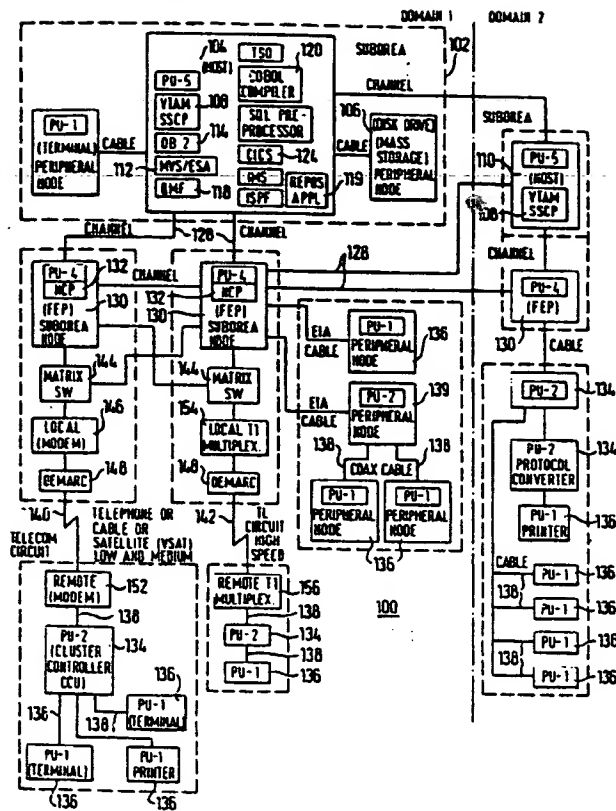 DOMAIN 1
DOMAIN 2
SUBOREA
102
104
(HOST)
TSO
120
COBOL
COMPILER
PU-5
VTAM
SSCP
108
SQL PRE-
PROCESSOR
114
DB 2
CICS
124
112
MVS/ESA
IMS
REPOS
APPL
119
RMF
118
ISPF
PU-1
(TERMINAL)
PERIPHERAL
NODE
CABLE
CABLE
106
(DISK DRIVE)
(MASS
STORAGE)
PERIPHERAL
NODE
CHANNEL
SUBOREA
110
PU-5
(HOST)
VTAM
SSCP
108
CHANNEL
PU-4
(FEP)
130
CABLE
CHANNEL
128
CHANNEL
128
PU-4
NCP
132
(FEP)
130
SUBOREA
NODE
CHANNEL
PU-4
132
NCP
130
(FEP)
SUBOREA
NODE
EIA
CABLE
PU-1
PERIPHERAL
NODE
136
EIA
CABLE
PU-2
PERIPHERAL
NODE
139
138
COAX CABLE
138
PU-1
PERIPHERAL
NODE
PU-1
PERIPHERAL
NODE
136
144
MATRIX
SW
LOCAL
(MODEM)
146
DEMARC
148
144
MATRIX
SW
154
LOCAL T1
MULTIPLEX.
148
DEMARC
140
TELECOM
CIRCUIT
TELEPHONE OR
CABLE OR
SATELLITE (VSAT)
LOW AND MEDIUM
142
T1
CIRCUIT
HIGH
SPEED
REMOTE
(MODEM)
152
138
PU-2
(CLUSTER
CONTROLLER
CCU)
134
136
PU-1
(TERMINAL)
138
136
PU-1
(TERMINAL)
136
PU-1
PRINTER
136
REMOTE T1
MULTIPLEX.
156
138
PU-2
134
138
PU-1
136
100
PU-2
134
PU-2
PROTOCOL
CONVERTER
134
PU-1
PRINTER
136
CABLE
138
PU-1
136
PU-1
136
138
PU-1
136
PU-1
136